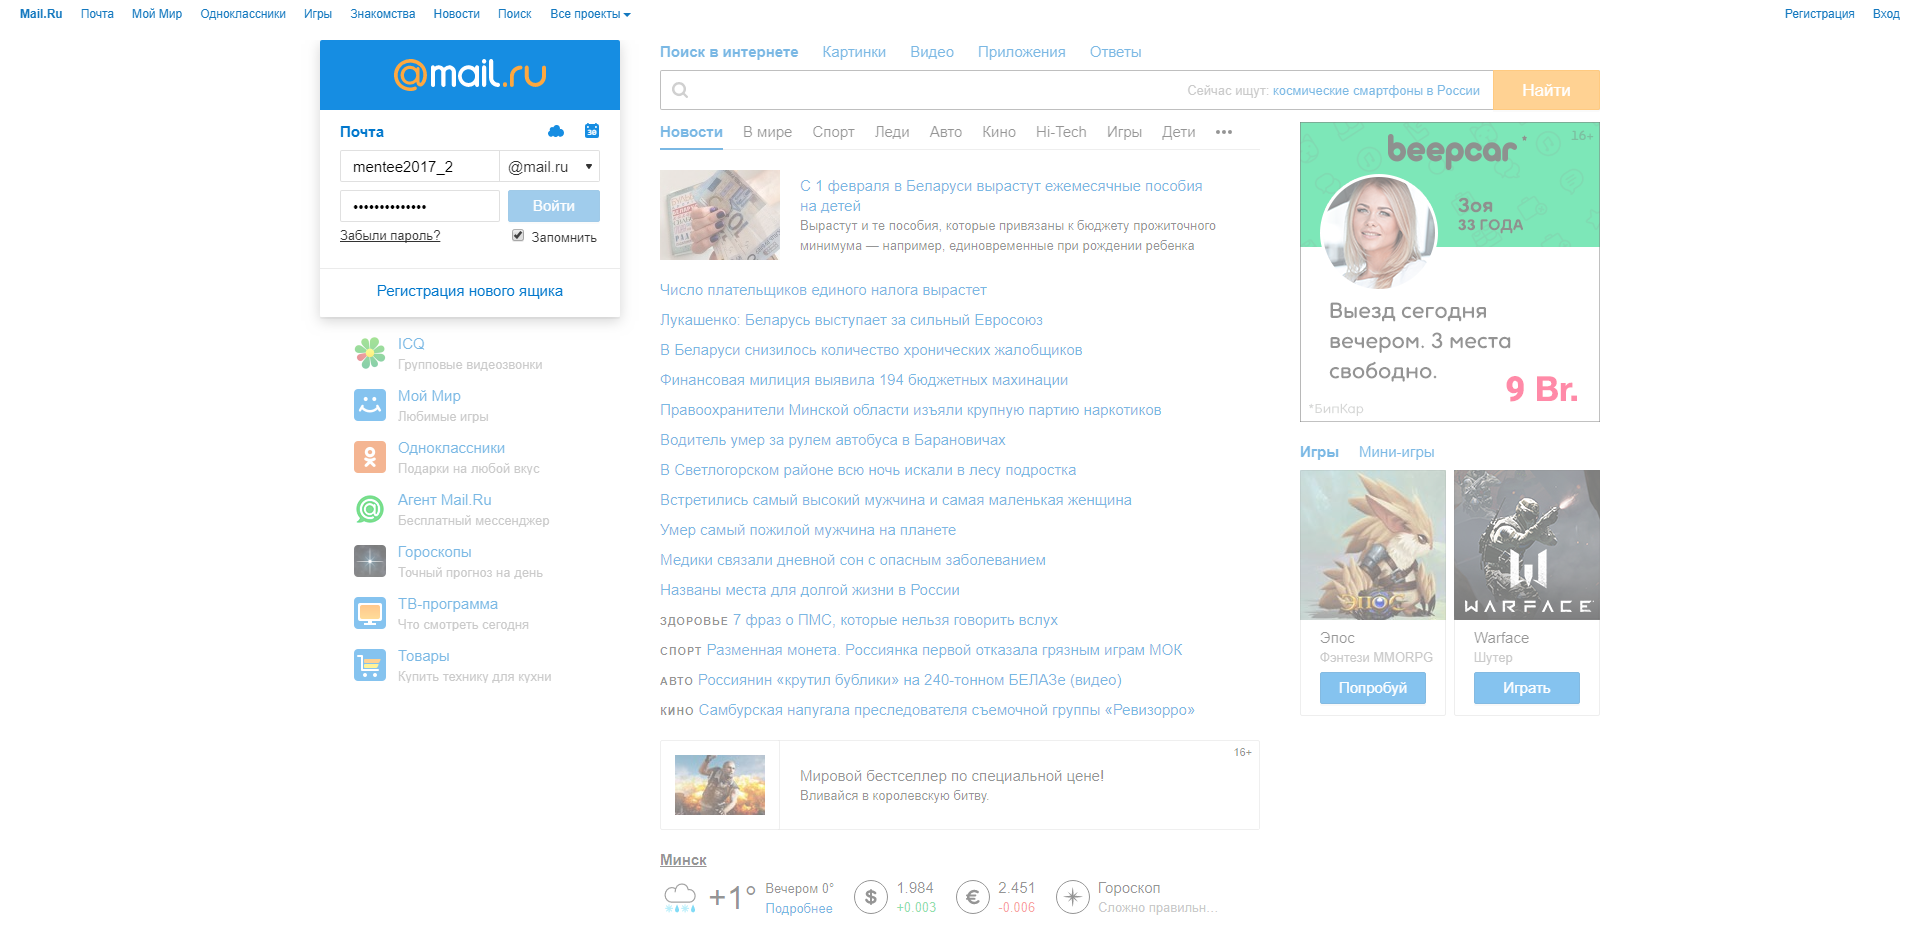 Mail.Ru Почта Мой Мир Одноклассники Игры Знакомства Новости Поиск Все проекты
Регистрация Вход
@mail.ru
Почта
30
mentee2017_2 @mail.ru
•••••••••••••• Войти
Забыли пароль? Запомнить
Регистрация нового ящика
ICQ
Групповые видеозвонки
Мой Мир
Любимые игры
Одноклассники
Подарки на любой вкус
Агент Mail.Ru
Бесплатный мессенджер
Гороскопы
Точный прогноз на день
ТВ-программа
Что смотреть сегодня
Товары
Купить технику для кухни
Поиск в интернете Картинки Видео Приложения Ответы
Сейчас ищут: космические смартфоны в России Найти
Новости В мире Спорт Леди Авто Кино Hi-Tech Игры Дети •••
С 1 февраля в Беларуси вырастут ежемесячные пособия
на детей
Вырастут и те пособия, которые привязаны к бюджету прожиточного
минимума — например, единовременные при рождении ребенка
Число плательщиков единого налога вырастет
Лукашенко: Беларусь выступает за сильный Евросоюз
В Беларуси снизилось количество хронических жалобщиков
Финансовая милиция выявила 194 бюджетных махинации
Правоохранители Минской области изъяли крупную партию наркотиков
Водитель умер за рулем автобуса в Барановичах
В Светлогорском районе всю ночь искали в лесу подростка
Встретились самый высокий мужчина и самая маленькая женщина
Умер самый пожилой мужчина на планете
Медики связали дневной сон с опасным заболеванием
Названы места для долгой жизни в России
ЗДОРОВЬЕ 7 фраз о ПМС, которые нельзя говорить вслух
СПОРТ Разменная монета. Россиянка первой отказала грязным играм МОК
АВТО Россиянин «крутил бублики» на 240-тонном БЕЛАЗе (видео)
КИНО Самбурская напугала преследователя съемочной группы «Ревизорро»
16+
Мировой бестселлер по специальной цене!
Вливайся в королевскую битву.
Минск
+1° Вечером 0°
Подробнее
$ 1.984
+0.003
€ 2.451
-0.006
Гороскоп
Сложно правильн...
16+
beepcar*
Зоя
33 ГОДА
Выезд сегодня
вечером. 3 места
свободно.
9 Br.
*БипКар
Игры Мини-игры
ЭПОС
WARFACE
Эпос
Фэнтези MMORPG
Попробуй
Warface
Шутер
Играть